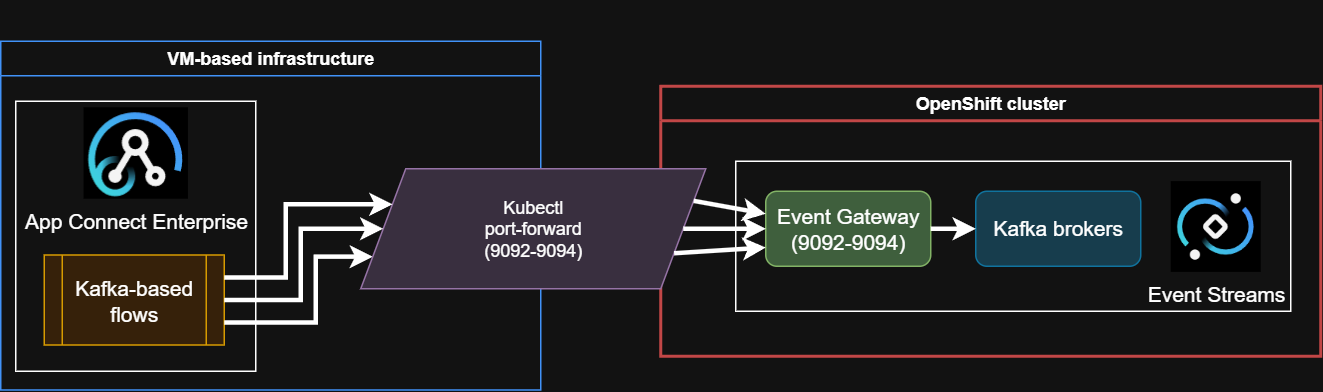 VM-based infrastructure
App Connect Enterprise
Kafka-based
flows
Kubectl
port-forward
(9092-9094)
OpenShift cluster
Event Gateway
(9092-9094)
Kafka brokers
Event Streams